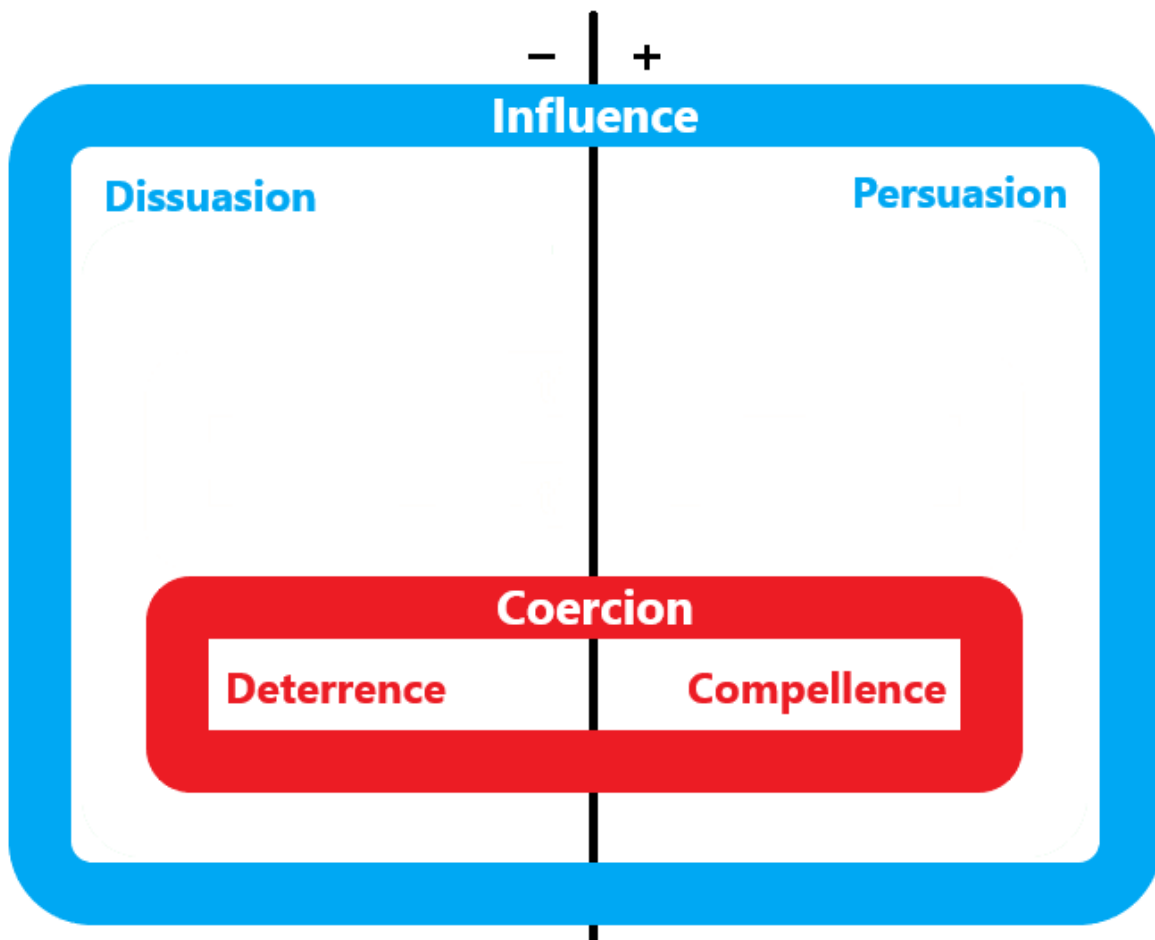 − +
Influence
Dissuasion Persuasion
Coercion
Deterrence Compellence